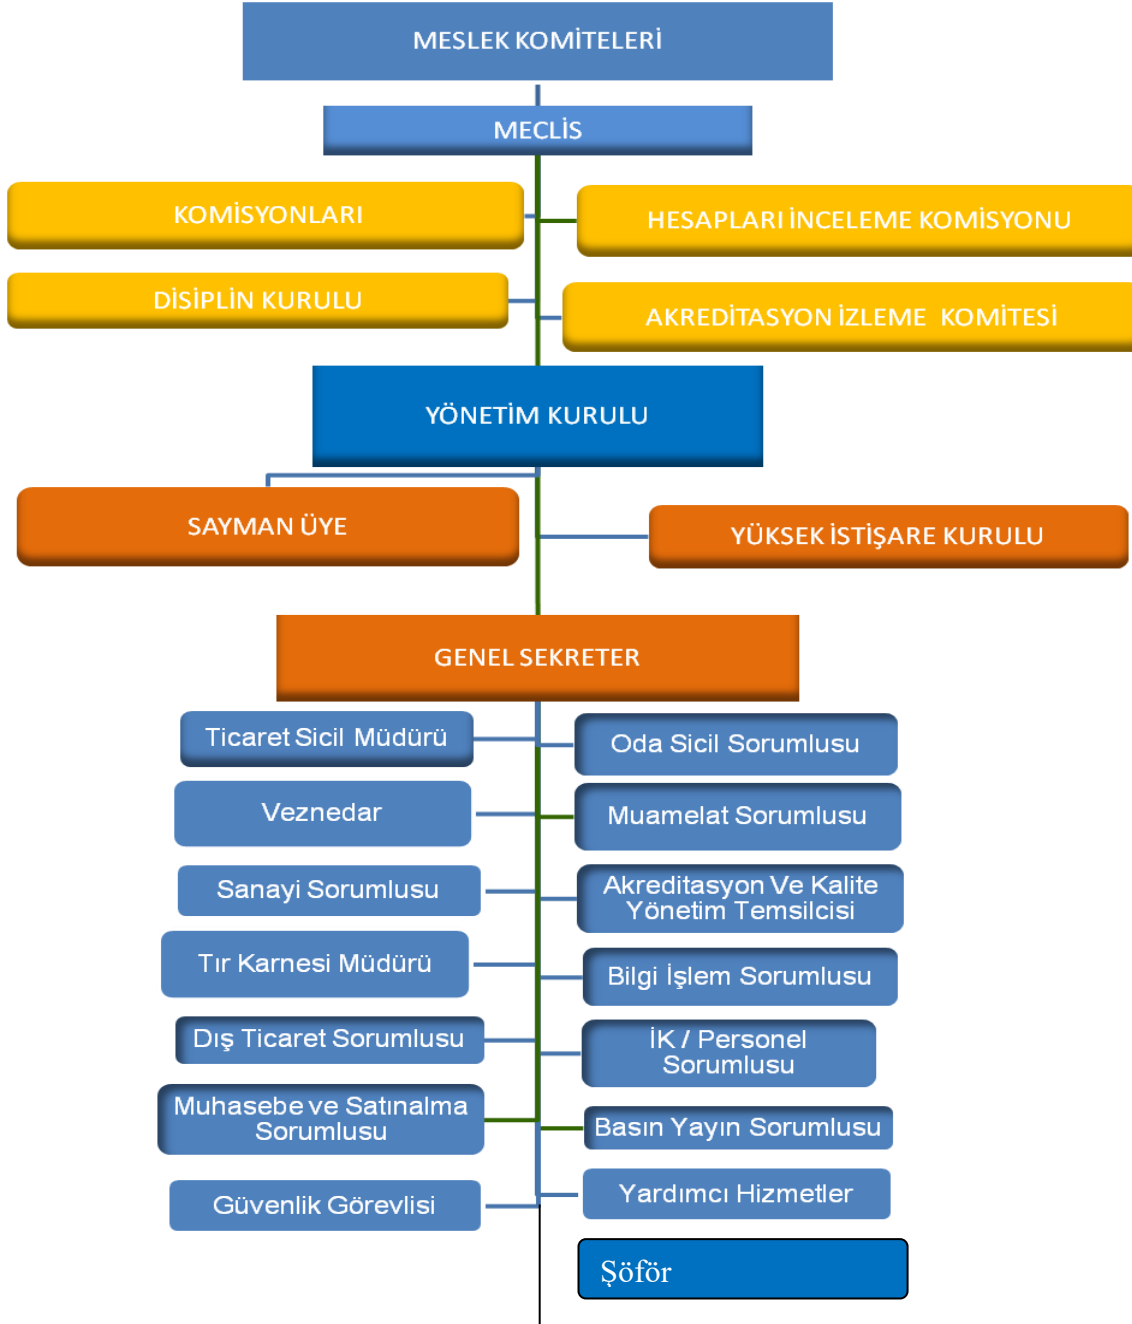 MESLEK KOMİTELERİ
MECLİS
KOMİSYONLARI
HESAPLARI İNCELEME KOMİSYONU
DİSİPLİN KURULU
AKREDİTASYON İZLEME KOMİTESİ
YÖNETİM KURULU
SAYMAN ÜYE
YÜKSEK İSTİŞARE KURULU
GENEL SEKRETER
Ticaret Sicil Müdürü
Oda Sicil Sorumlusu
Veznedar
Muamelat Sorumlusu
Sanayi Sorumlusu
Akreditasyon Ve Kalite
Yönetim Temsilcisi
Tır Karnesi Müdürü
Bilgi İşlem Sorumlusu
Dış Ticaret Sorumlusu
İK / Personel
Sorumlusu
Muhasebe ve Satınalma
Sorumlusu
Basın Yayın Sorumlusu
Güvenlik Görevlisi
Yardımcı Hizmetler
Şöför